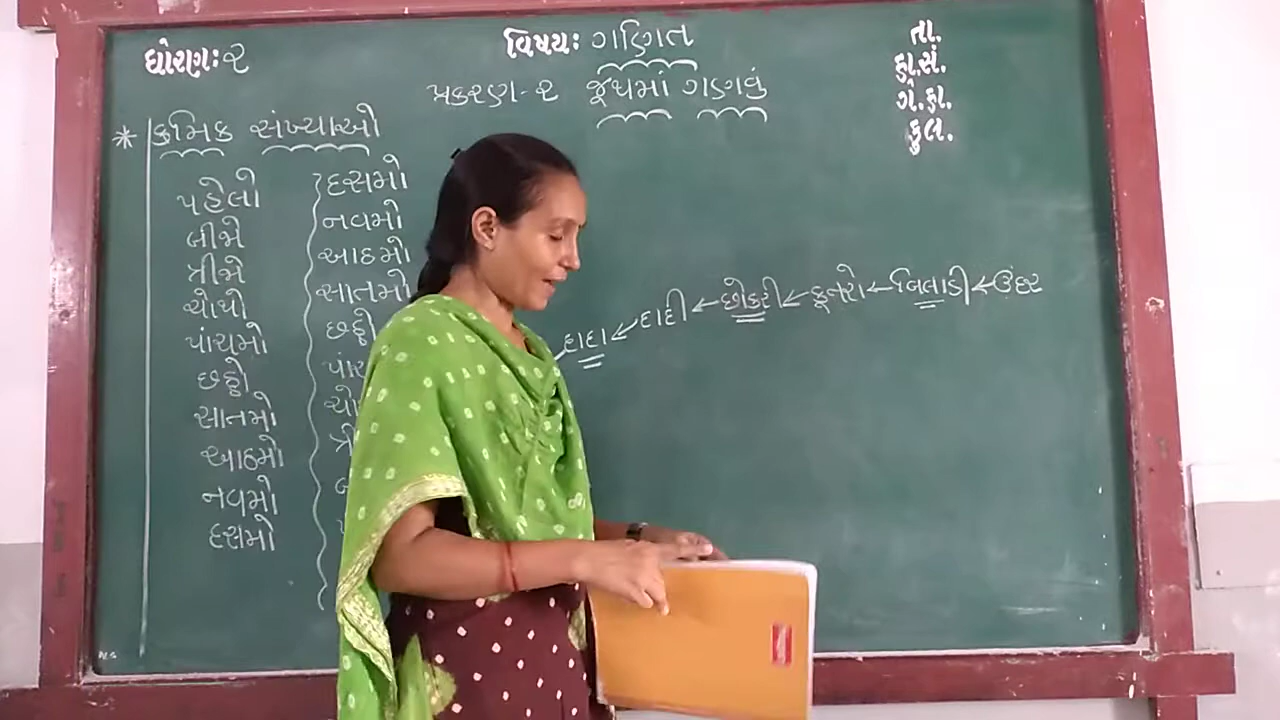 ધોરણઃ૨
વિષયઃ ગણિત
પ્રકરણ-૨ જૂથમાં ગણવું
તા.
હા.સં.
ગે.હા.
કુલ.
* ક્રમિક સંખ્યાઓ
પહેલો
બીજો
ત્રીજો
ચોથો
પાંચમો
છઠ્ઠો
સાતમો
આઠમો
નવમો
દસમો
દસમો
નવમો
આઠમો
સાતમો
છઠ્ઠો
દાદા ← દાદી ← છોકરી ← કૂતરો ← બિલાડી ← ઉંદર